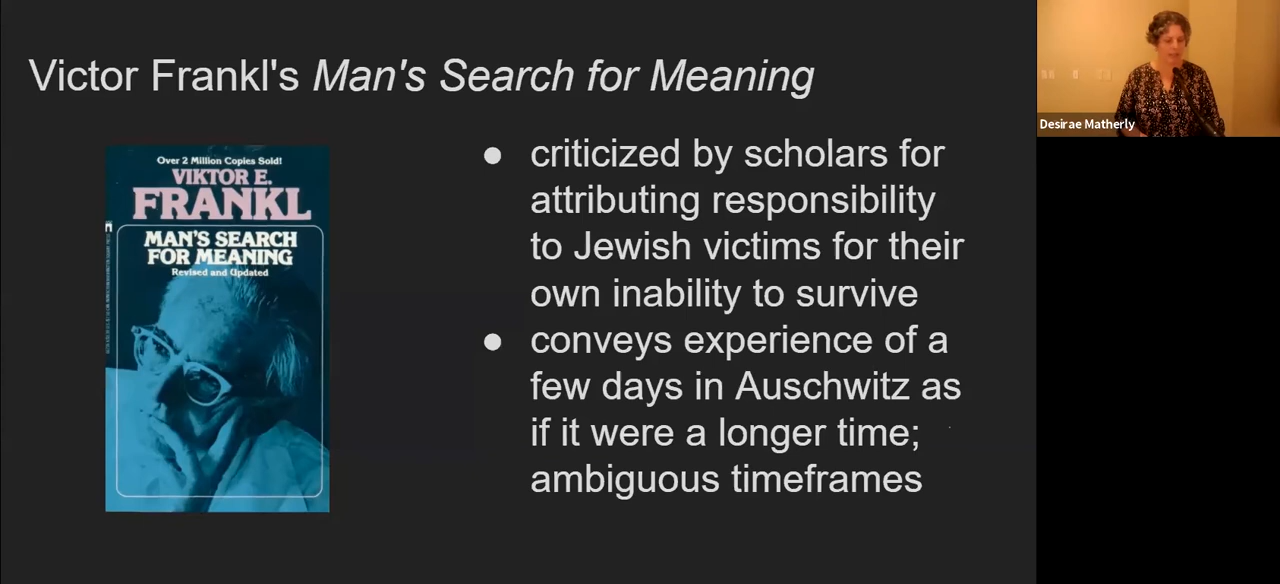 Victor Frankl's Man's Search for Meaning
Over 2 Million Copies Sold!
VIKTOR E.
FRANKL
MAN'S SEARCH
FOR MEANING
Revised and Updated
● criticized by scholars for
attributing responsibility
to Jewish victims for their
own inability to survive
● conveys experience of a
few days in Auschwitz as
if it were a longer time;
ambiguous timeframes
Desirae Matherly